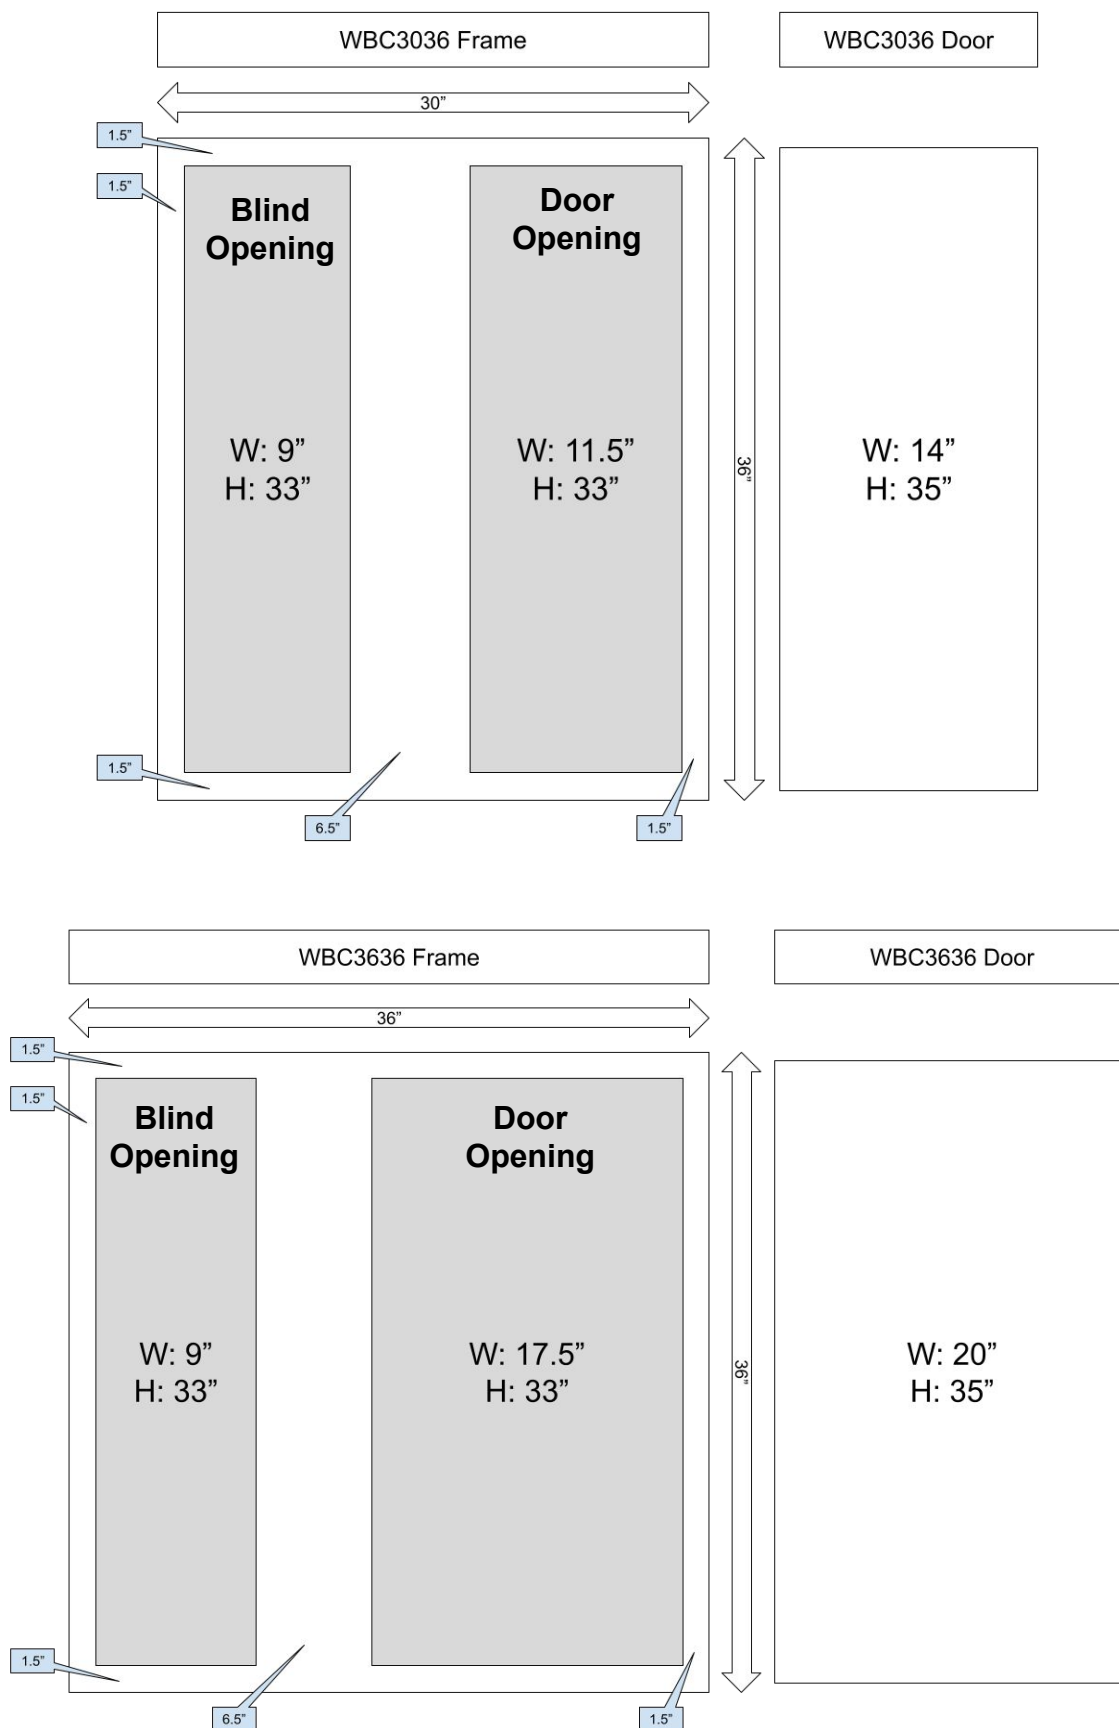 WBC3036 Frame
WBC3036 Door
30”
1.5”
1.5”
Blind
Opening
Door
Opening
W: 9”
H: 33”
W: 11.5”
H: 33”
36”
W: 14”
H: 35”
1.5”
6.5”
1.5”
WBC3636 Frame
WBC3636 Door
36”
1.5”
1.5”
Blind
Opening
Door
Opening
W: 9”
H: 33”
W: 17.5”
H: 33”
36”
W: 20”
H: 35”
1.5”
6.5”
1.5”